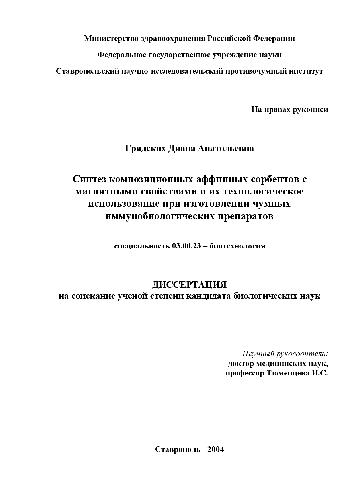 Министерство здравоохранения Российской Федерации
Федеральное государственное учреждение науки
Ставропольский научно-исследовательский противочумный институт
На правах рукописи
Диана Анатольевна
Синтез композиционных аффинных сорбентов с
магнитными свойствами и их технологическое
использование при изготовлении чумных
иммунобиологических препаратов
специальность 03.00.23 – биотехнология
ДИССЕРТАЦИЯ
на соискание ученой степени кандидата биологических наук
Научный руководитель:
доктор медицинских наук,
профессор Тюменцева И.С.
Ставрополь 2004